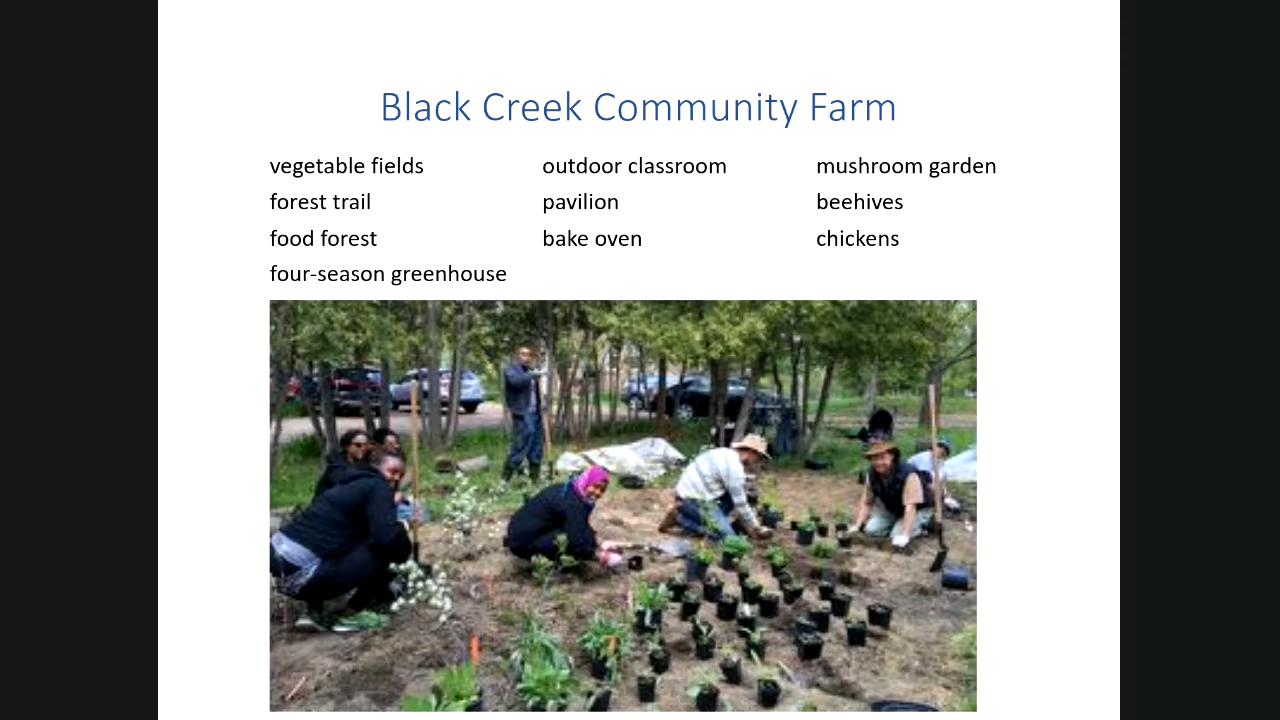 Black Creek Community Farm
vegetable fields
forest trail
food forest
four-season greenhouse
outdoor classroom
pavilion
bake oven
mushroom garden
beehives
chickens